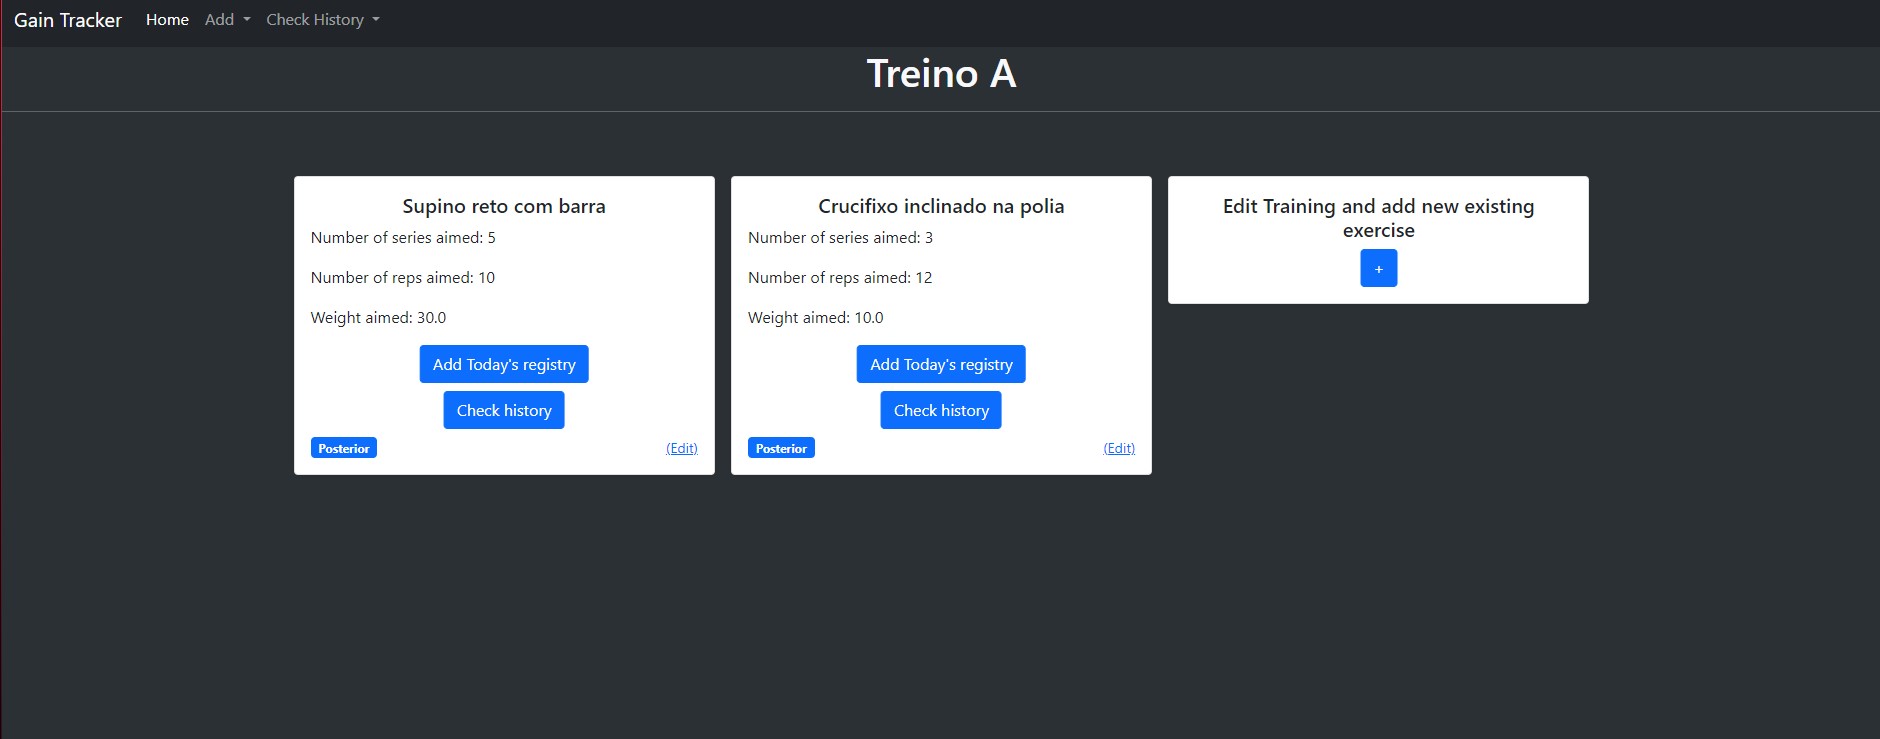 Gain Tracker Home Add Check History
Treino A
Supino reto com barra
Number of series aimed: 5
Number of reps aimed: 10
Weight aimed: 30.0
Add Today's registry
Check history
Posterior (Edit)
Crucifixo inclinado na polia
Number of series aimed: 3
Number of reps aimed: 12
Weight aimed: 10.0
Add Today's registry
Check history
Posterior (Edit)
Edit Training and add new existing
exercise
+